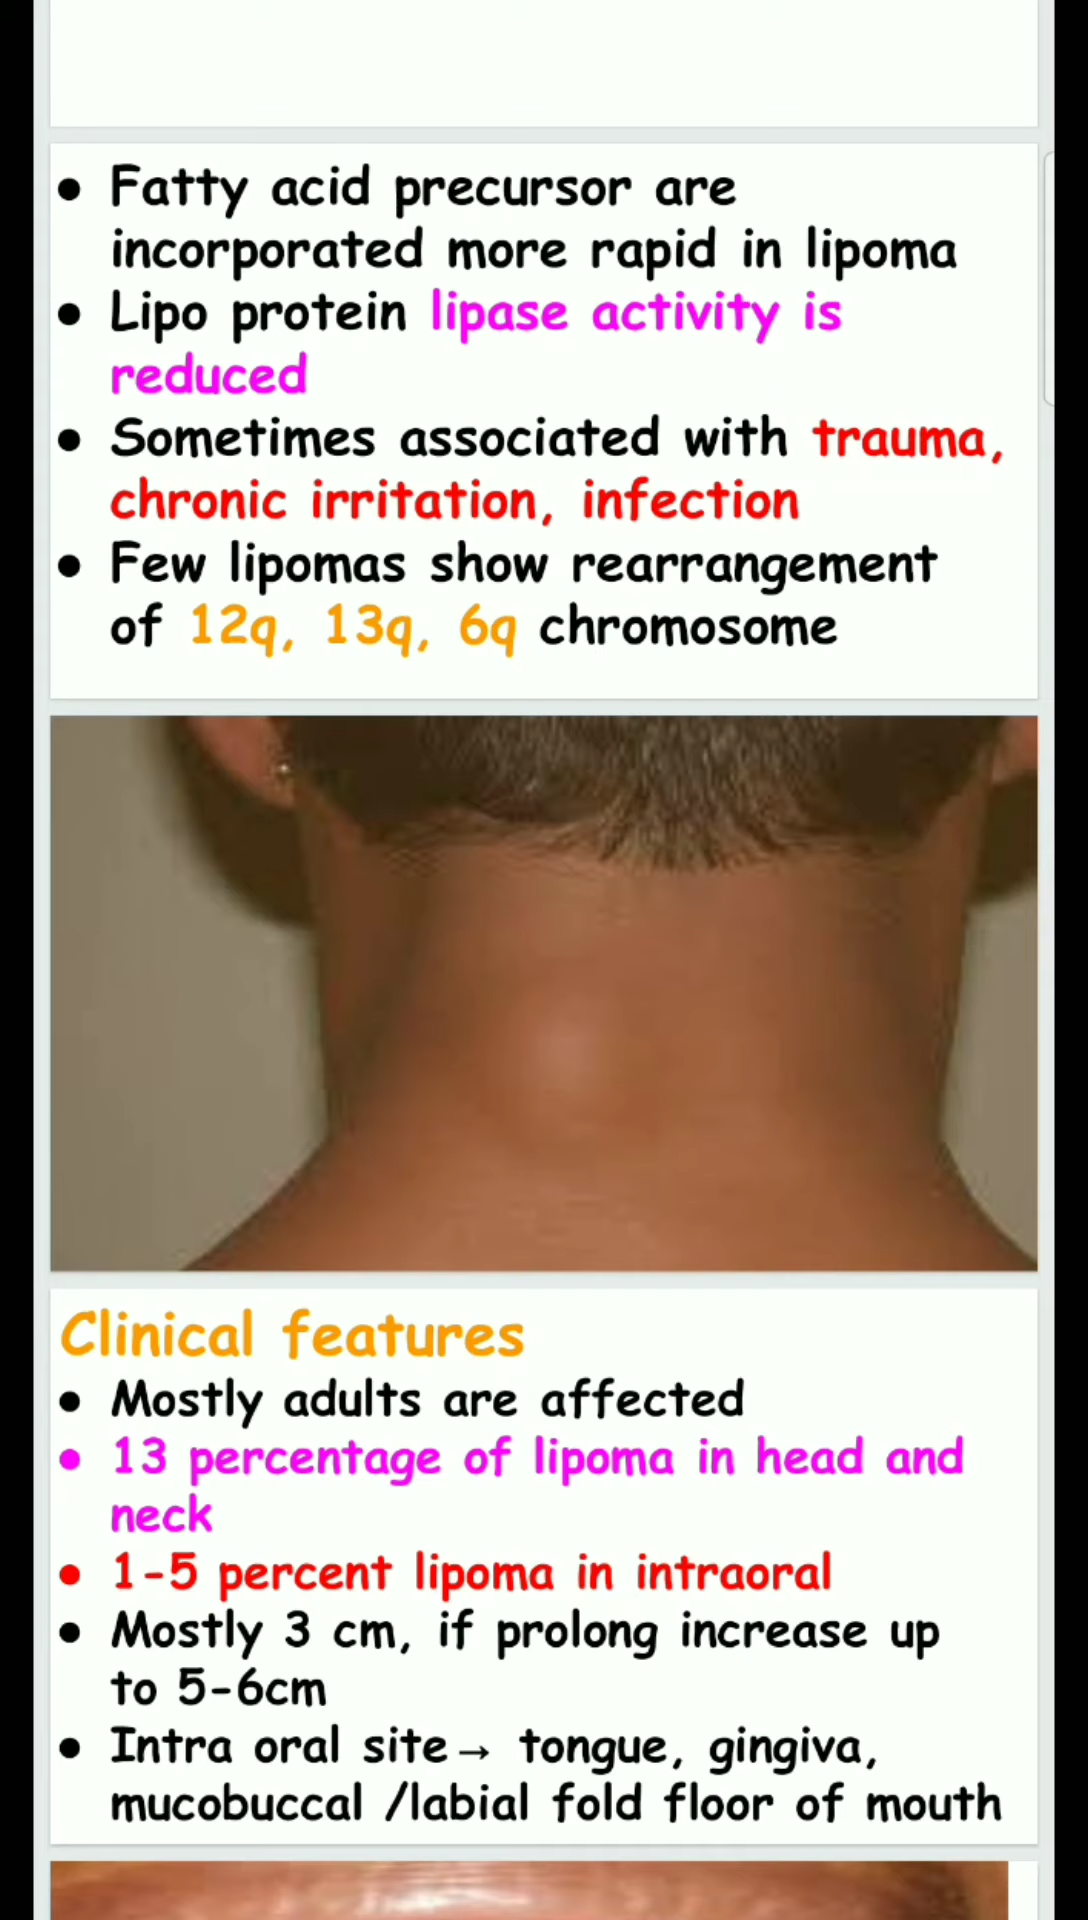 ● Fatty acid precursor are
incorporated more rapid in lipoma
● Lipo protein lipase activity is
reduced
● Sometimes associated with trauma,
chronic irritation, infection
● Few lipomas show rearrangement
of 12q, 13q, 6q chromosome
Clinical features
● Mostly adults are affected
● 13 percentage of lipoma in head and
neck
● 1-5 percent lipoma in intraoral
● Mostly 3 cm, if prolong increase up
to 5-6cm
● Intra oral site→ tongue, gingiva,
mucobuccal /labial fold floor of mouth